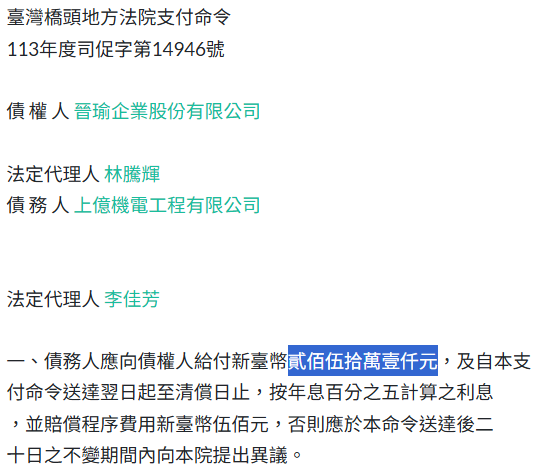 臺灣橋頭地方法院支付命令
113年度司促字第14946號
債 權 人 晉瑜企業股份有限公司
法定代理人 林騰輝
債 務 人 上億機電工程有限公司
法定代理人 李佳芳
一、債務人應向債權人給付新臺幣貳佰伍拾萬壹仟元，及自本支
付命令送達翌日起至清償日止，按年息百分之五計算之利息
，並賠償程序費用新臺幣伍佰元，否則應於本命令送達後二
十日之不變期間內向本院提出異議。